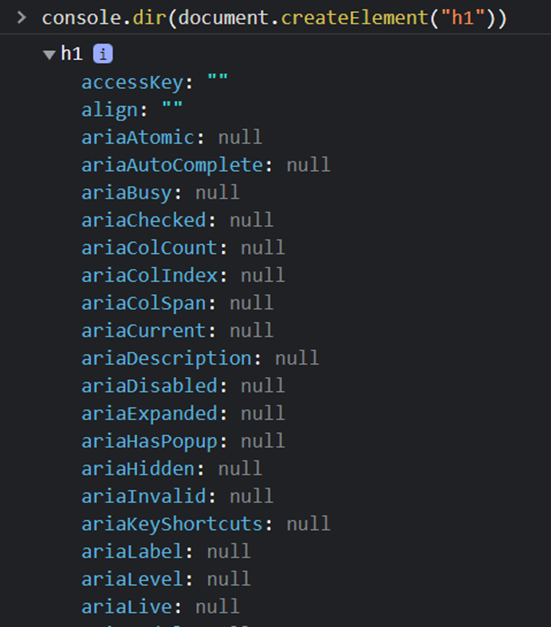 > console.dir(document.createElement("h1"))
▼ h1 i
accessKey: ""
align: ""
ariaAtomic: null
ariaAutoComplete: null
ariaBusy: null
ariaChecked: null
ariaColCount: null
ariaColIndex: null
ariaColSpan: null
ariaCurrent: null
ariaDescription: null
ariaDisabled: null
ariaExpanded: null
ariaHasPopup: null
ariaHidden: null
ariaInvalid: null
ariaKeyShortcuts: null
ariaLabel: null
ariaLevel: null
ariaLive: null